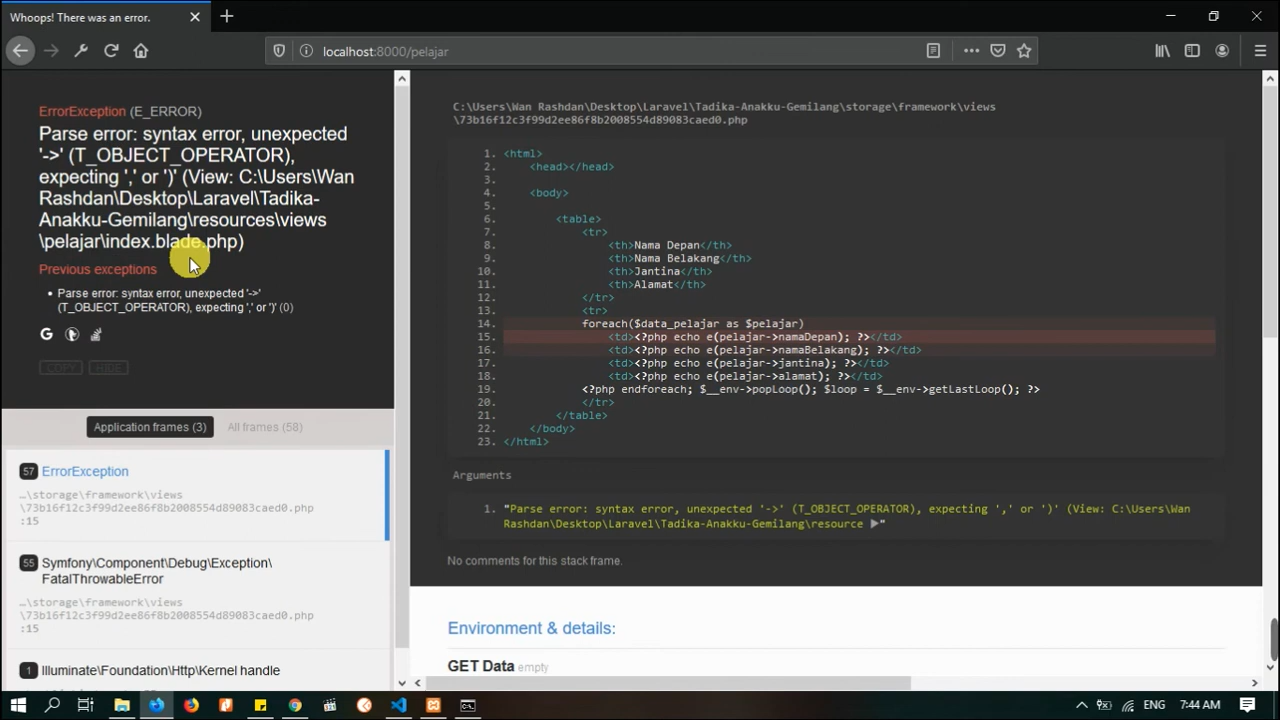 Whoops! There was an error.
localhost:8000/pelajar
ErrorException (E_ERROR)
Parse error: syntax error, unexpected
'->' (T_OBJECT_OPERATOR),
expecting ',' or ')' (View: C:\Users\Wan
Rashdan\Desktop\Laravel\Tadika-
Anakku-Gemilang\resources\views
\pelajar\index.blade.php)
Previous exceptions
• Parse error: syntax error, unexpected '->'
(T_OBJECT_OPERATOR), expecting ',' or ')' (0)
COPY HIDE
Application frames (3) All frames (58)
57 ErrorException
…\storage\framework\views
\73b16f12c3f99d2ee86f8b2008554d89083caed0.php
:15
55 Symfony\Component\Debug\Exception\
FatalThrowableError
…\storage\framework\views
\73b16f12c3f99d2ee86f8b2008554d89083caed0.php
:15
1 Illuminate\Foundation\Http\Kernel handle
C:\Users\Wan Rashdan\Desktop\Laravel\Tadika-Anakku-Gemilang\storage\framework\views
\73b16f12c3f99d2ee86f8b2008554d89083caed0.php
1. <html>
2. <head></head>
3.
4. <body>
5.
6. <table>
7. <tr>
8. <th>Nama Depan</th>
9. <th>Nama Belakang</th>
10. <th>Jantina</th>
11. <th>Alamat</th>
12. </tr>
13. <tr>
14. foreach($data_pelajar as $pelajar)
15. <td><?php echo e(pelajar->namaDepan); ?></td>
16. <td><?php echo e(pelajar->namaBelakang); ?></td>
17. <td><?php echo e(pelajar->jantina); ?></td>
18. <td><?php echo e(pelajar->alamat); ?></td>
19. <?php endforeach; $__env->popLoop(); $loop = $__env->getLastLoop(); ?>
20. </tr>
21. </table>
22. </body>
23. </html>
Arguments
1. "Parse error: syntax error, unexpected '->' (T_OBJECT_OPERATOR), expecting ',' or ')' (View: C:\Users\Wan
Rashdan\Desktop\Laravel\Tadika-Anakku-Gemilang\resource ▶"
No comments for this stack frame.
Environment & details:
GET Data empty
ENG 7:44 AM